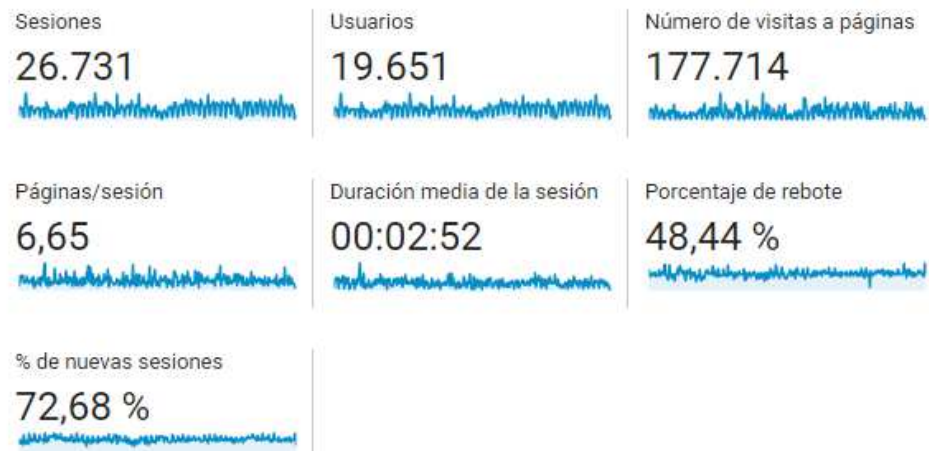 Sesiones
26.731
Usuarios
19.651
Número de visitas a páginas
177.714
Páginas/sesión
6,65
Duración media de la sesión
00:02:52
Porcentaje de rebote
48,44 %
% de nuevas sesiones
72,68 %